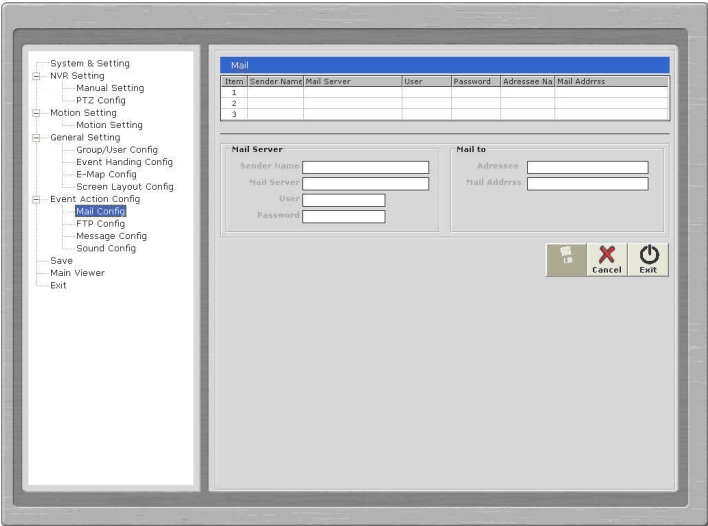 System & Setting
NVR Setting
Manual Setting
PTZ Config
Motion Setting
Motion Setting
General Setting
Group/User Config
Event Handing Config
E-Map Config
Screen Layout Config
Event Action Config
Mail Config
FTP Config
Message Config
Sound Config
Save
Main Viewer
Exit
Mail
Item Sender Name Mail Server User Password Adressee Na Mail Addrrss
1
2
3
Mail Server
Sender Name
Mail Server
User
Password
Mail to
Adressee
Mail Addrrss
Cancel
Exit